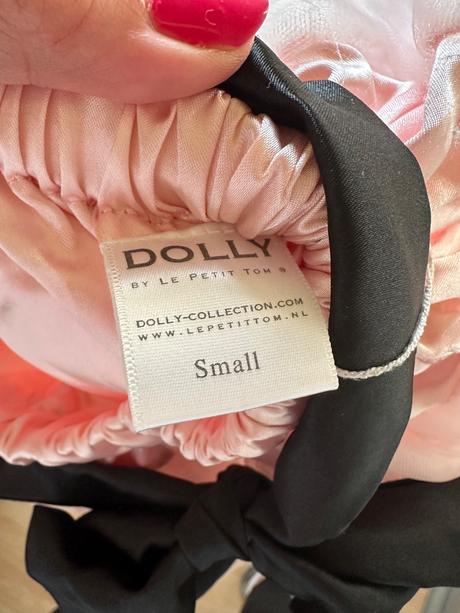 DOLLY
BY LE PETIT TOM ®
DOLLY-COLLECTION.COM
WWW.LEPETITTOM.NL
Small